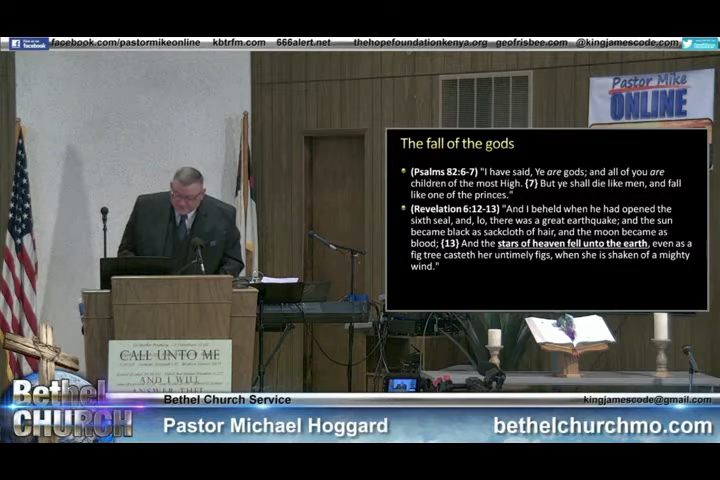 facebook.com/pastormikeonline kbtrfm.com 666alert.net thehopefoundationkenya.org geofrisbee.com @kingjamescode.com
Pastor Mike
ONLINE
The fall of the gods
(Psalms 82:6-7) "I have said, Ye are gods; and all of you are
children of the most High. {7} But ye shall die like men, and fall
like one of the princes."
(Revelation 6:12-13) "And I beheld when he had opened the
sixth seal, and, lo, there was a great earthquake; and the sun
became black as sackcloth of hair, and the moon became as
blood; {13} And the stars of heaven fell unto the earth, even as a
fig tree casteth her untimely figs, when she is shaken of a mighty
wind."
CALL UNTO ME
AND I WILL
ANSWER THEE
Bethel
CHURCH
Bethel Church Service
kingjamescode@gmail.com
Pastor Michael Hoggard
bethelchurchmo.com